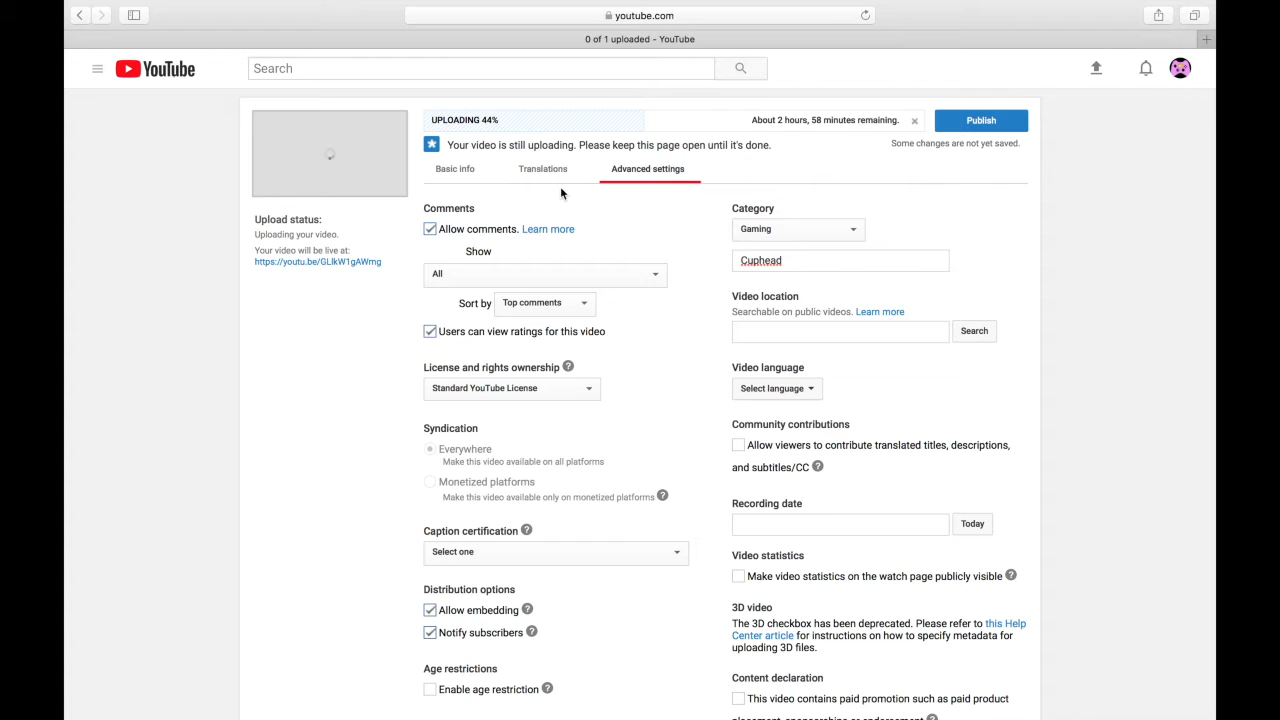 youtube.com
0 of 1 uploaded - YouTube
YouTube
Search
UPLOADING 44%
About 2 hours, 58 minutes remaining.
Publish
Your video is still uploading. Please keep this page open until it's done.
Some changes are not yet saved.
Basic info
Translations
Advanced settings
Upload status:
Uploading your video.
Your video will be live at:
https://youtu.be/GLIkW1gAWmg
Comments
Allow comments. Learn more
Show
All
Sort by Top comments
Users can view ratings for this video
License and rights ownership ?
Standard YouTube License
Syndication
Everywhere
Make this video available on all platforms
Monetized platforms
Make this video available only on monetized platforms ?
Caption certification ?
Select one
Distribution options
Allow embedding ?
Notify subscribers ?
Age restrictions
Enable age restriction ?
Category
Gaming
Cuphead
Video location
Searchable on public videos. Learn more
Search
Video language
Select language
Community contributions
Allow viewers to contribute translated titles, descriptions,
and subtitles/CC ?
Recording date
Today
Video statistics
Make video statistics on the watch page publicly visible ?
3D video
The 3D checkbox has been deprecated. Please refer to this Help
Center article for instructions on how to specify metadata for
uploading 3D files.
Content declaration
This video contains paid promotion such as paid product
placement, sponsorships or endorsement ?